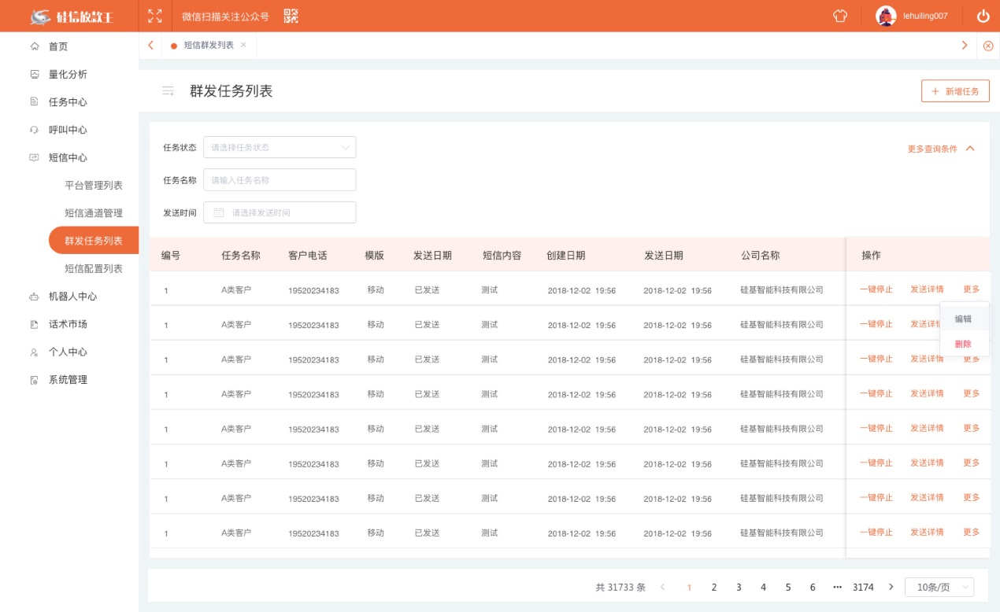 硅信放款王
微信扫描关注公众号
lehuiling007
首页
量化分析
任务中心
呼叫中心
短信中心
平台管理列表
短信通道管理
群发任务列表
短信配置列表
机器人中心
话术市场
个人中心
系统管理
短信群发列表
群发任务列表
新增任务
任务状态 请选择任务状态 更多查询条件
任务名称 请输入任务名称
发送时间 请选择发送时间
编号 任务名称 客户电话 模版 发送日期 短信内容 创建日期 发送日期 公司名称 操作
1 A类客户 19520234183 移动 已发送 测试 2018-12-02 19:56 2018-12-02 19:56 硅基智能科技有限公司 一键停止 发送详情 更多
编辑
删除
1 A类客户 19520234183 移动 已发送 测试 2018-12-02 19:56 2018-12-02 19:56 硅基智能科技有限公司 一键停止 发送详情
1 A类客户 19520234183 移动 已发送 测试 2018-12-02 19:56 2018-12-02 19:56 硅基智能科技有限公司 一键停止 发送详情 更多
1 A类客户 19520234183 移动 已发送 测试 2018-12-02 19:56 2018-12-02 19:56 硅基智能科技有限公司 一键停止 发送详情 更多
1 A类客户 19520234183 移动 已发送 测试 2018-12-02 19:56 2018-12-02 19:56 硅基智能科技有限公司 一键停止 发送详情 更多
1 A类客户 19520234183 移动 已发送 测试 2018-12-02 19:56 2018-12-02 19:56 硅基智能科技有限公司 一键停止 发送详情 更多
1 A类客户 19520234183 移动 已发送 测试 2018-12-02 19:56 2018-12-02 19:56 硅基智能科技有限公司 一键停止 发送详情 更多
1 A类客户 19520234183 移动 已发送 测试 2018-12-02 19:56 2018-12-02 19:56 硅基智能科技有限公司 一键停止 发送详情 更多
共 31733 条 1 2 3 4 5 6 ••• 3174 10条/页